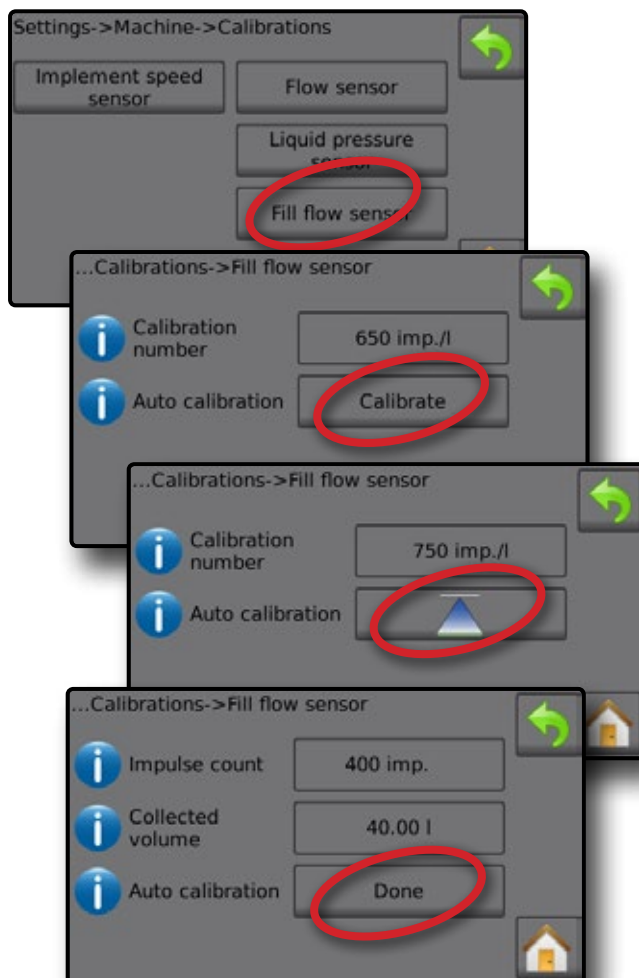 Settings->Machine->Calibrations
Implement speed
sensor
Flow sensor
Liquid pressure
sensor
Fill flow sensor
...Calibrations->Fill flow sensor
Calibration
number
650 imp./l
Auto calibration
Calibrate
...Calibrations->Fill flow sensor
Calibration
number
750 imp./l
Auto calibration
...Calibrations->Fill flow sensor
Impulse count
400 imp.
Collected
volume
40.00 l
Auto calibration
Done